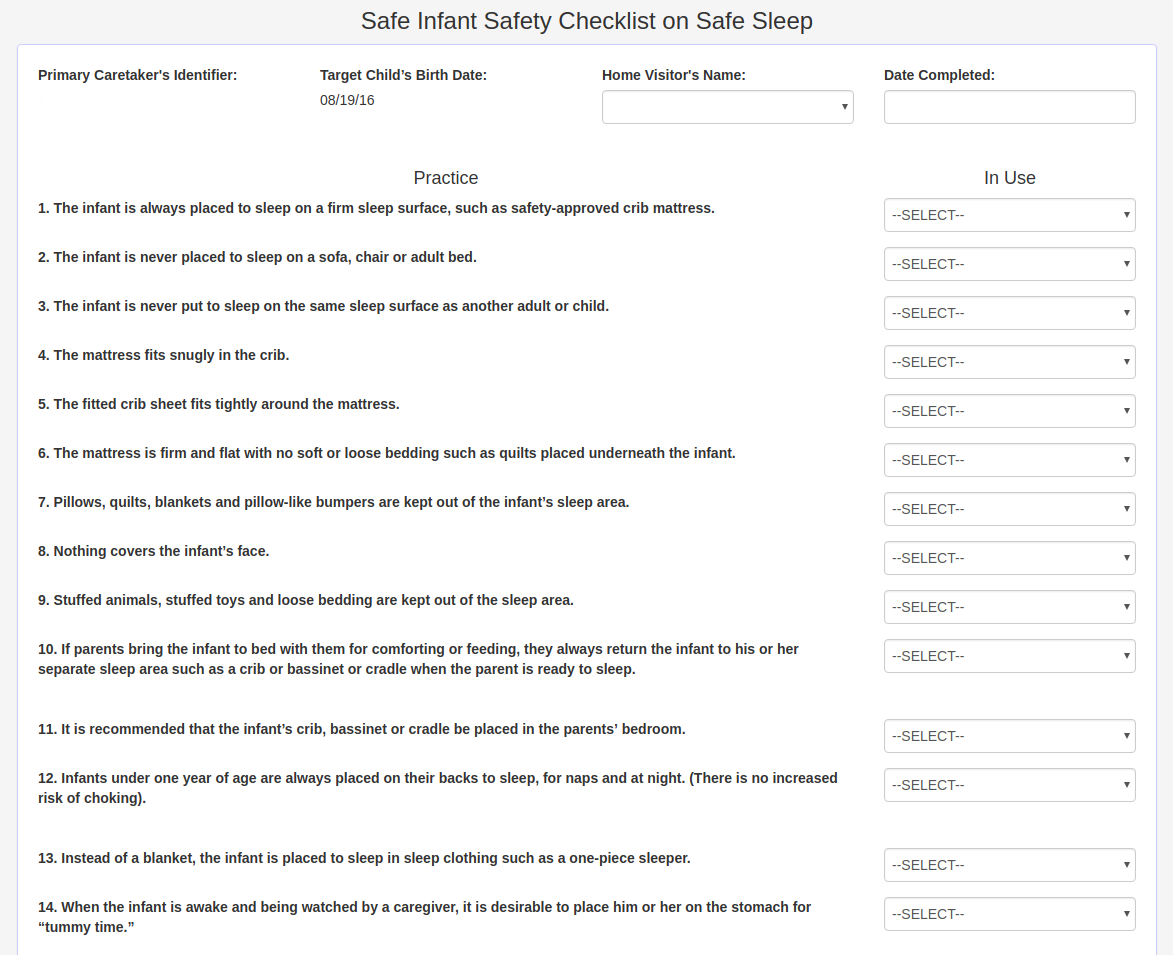 Safe Infant Safety Checklist on Safe Sleep
Primary Caretaker's Identifier: Target Child’s Birth Date: Home Visitor's Name: Date Completed:
08/19/16
Practice In Use
1. The infant is always placed to sleep on a firm sleep surface, such as safety-approved crib mattress. --SELECT--
2. The infant is never placed to sleep on a sofa, chair or adult bed. --SELECT--
3. The infant is never put to sleep on the same sleep surface as another adult or child. --SELECT--
4. The mattress fits snugly in the crib. --SELECT--
5. The fitted crib sheet fits tightly around the mattress. --SELECT--
6. The mattress is firm and flat with no soft or loose bedding such as quilts placed underneath the infant. --SELECT--
7. Pillows, quilts, blankets and pillow-like bumpers are kept out of the infant’s sleep area. --SELECT--
8. Nothing covers the infant’s face. --SELECT--
9. Stuffed animals, stuffed toys and loose bedding are kept out of the sleep area. --SELECT--
10. If parents bring the infant to bed with them for comforting or feeding, they always return the infant to his or her --SELECT--
separate sleep area such as a crib or bassinet or cradle when the parent is ready to sleep.
11. It is recommended that the infant’s crib, bassinet or cradle be placed in the parents’ bedroom. --SELECT--
12. Infants under one year of age are always placed on their backs to sleep, for naps and at night. (There is no increased --SELECT--
risk of choking).
13. Instead of a blanket, the infant is placed to sleep in sleep clothing such as a one-piece sleeper. --SELECT--
14. When the infant is awake and being watched by a caregiver, it is desirable to place him or her on the stomach for --SELECT--
“tummy time.”